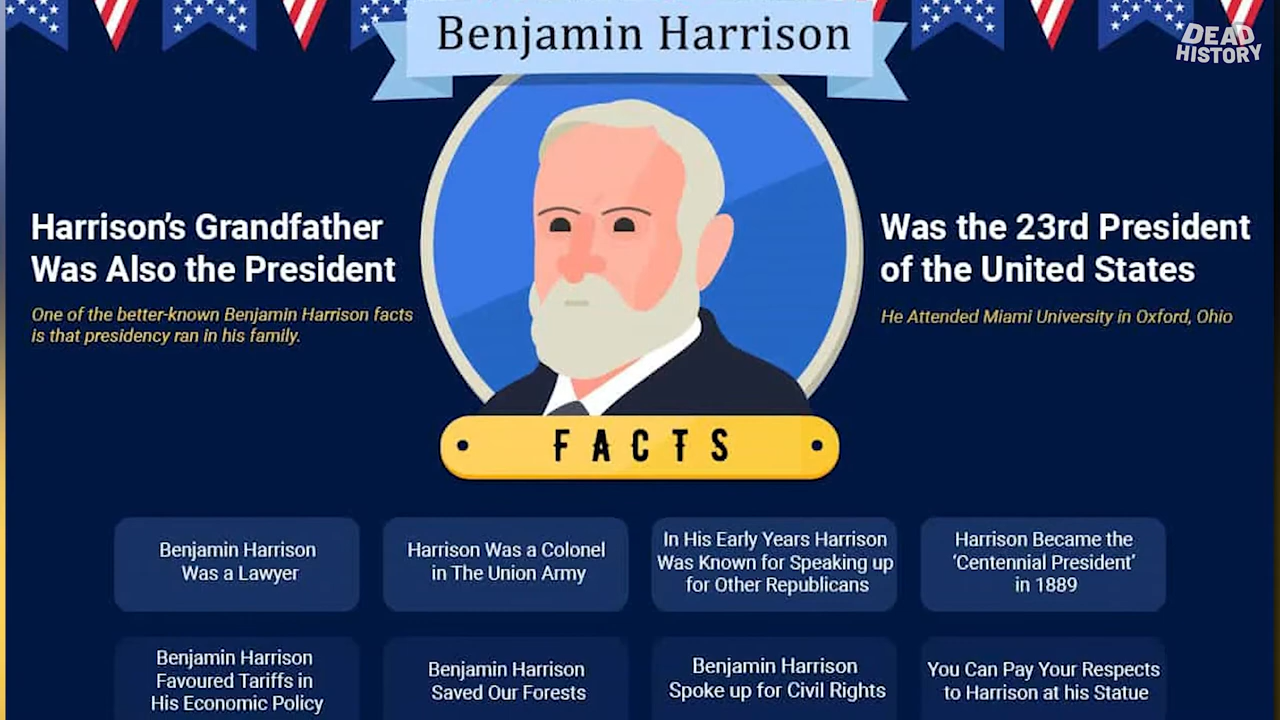 Benjamin Harrison
DEAD
HISTORY
Harrison's Grandfather
Was Also the President
One of the better-known Benjamin Harrison facts
is that presidency ran in his family.
Was the 23rd President
of the United States
He Attended Miami University in Oxford, Ohio
FACTS
Benjamin Harrison
Was a Lawyer
Harrison Was a Colonel
in The Union Army
In His Early Years Harrison
Was Known for Speaking up
for Other Republicans
Harrison Became the
‘Centennial President’
in 1889
Benjamin Harrison
Favoured Tariffs in
His Economic Policy
Benjamin Harrison
Saved Our Forests
Benjamin Harrison
Spoke up for Civil Rights
You Can Pay Your Respects
to Harrison at his Statue